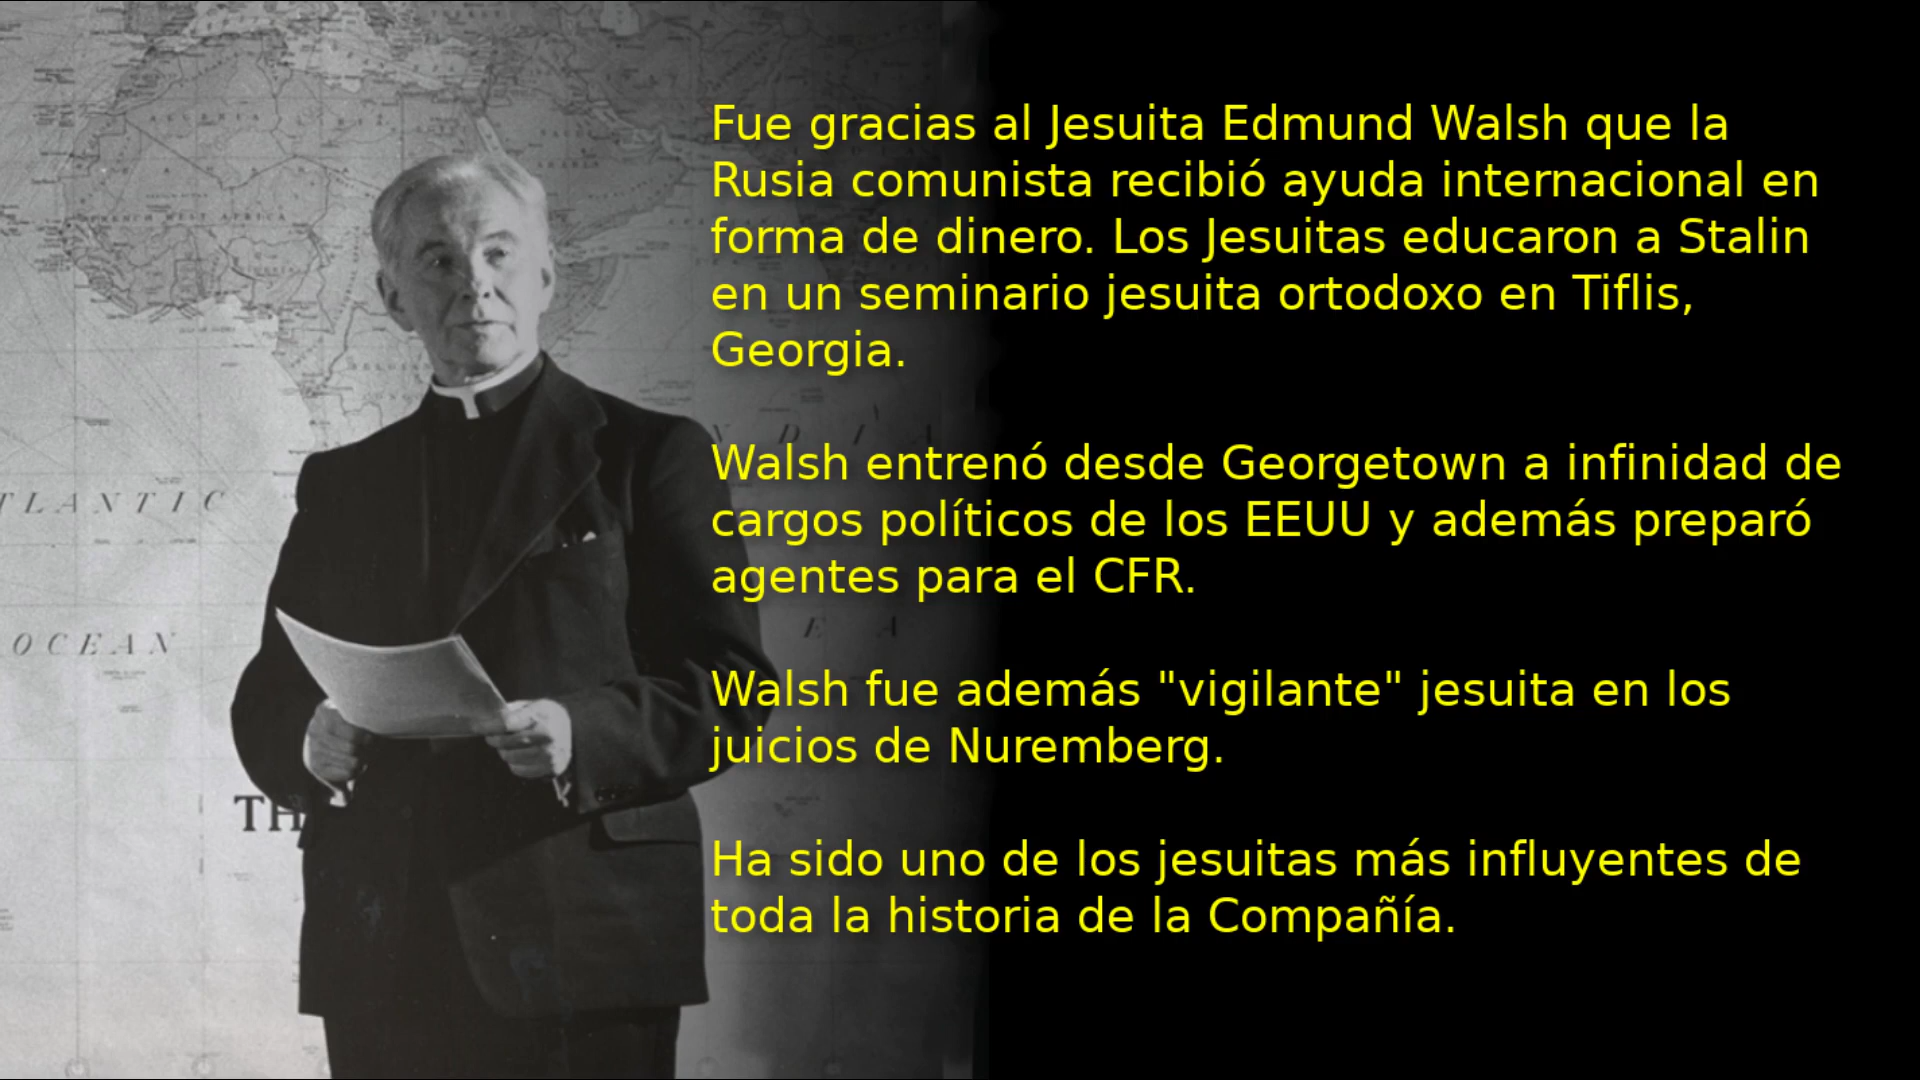 Fue gracias al Jesuita Edmund Walsh que la
Rusia comunista recibió ayuda internacional en
forma de dinero. Los Jesuitas educaron a Stalin
en un seminario jesuita ortodoxo en Tiflis,
Georgia.
Walsh entrenó desde Georgetown a infinidad de
cargos políticos de los EEUU y además preparó
agentes para el CFR.
Walsh fue además "vigilante" jesuita en los
juicios de Nuremberg.
Ha sido uno de los jesuitas más influyentes de
toda la historia de la Compañía.
TLANTIC
OCEAN
TH